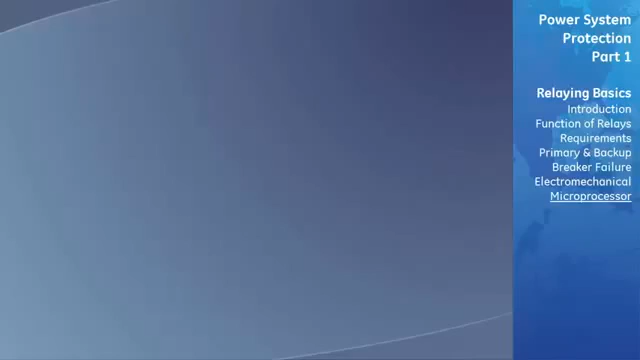 Power System
Protection
Part 1
Relaying Basics
Introduction
Function of Relays
Requirements
Primary & Backup
Breaker Failure
Electromechanical
Microprocessor